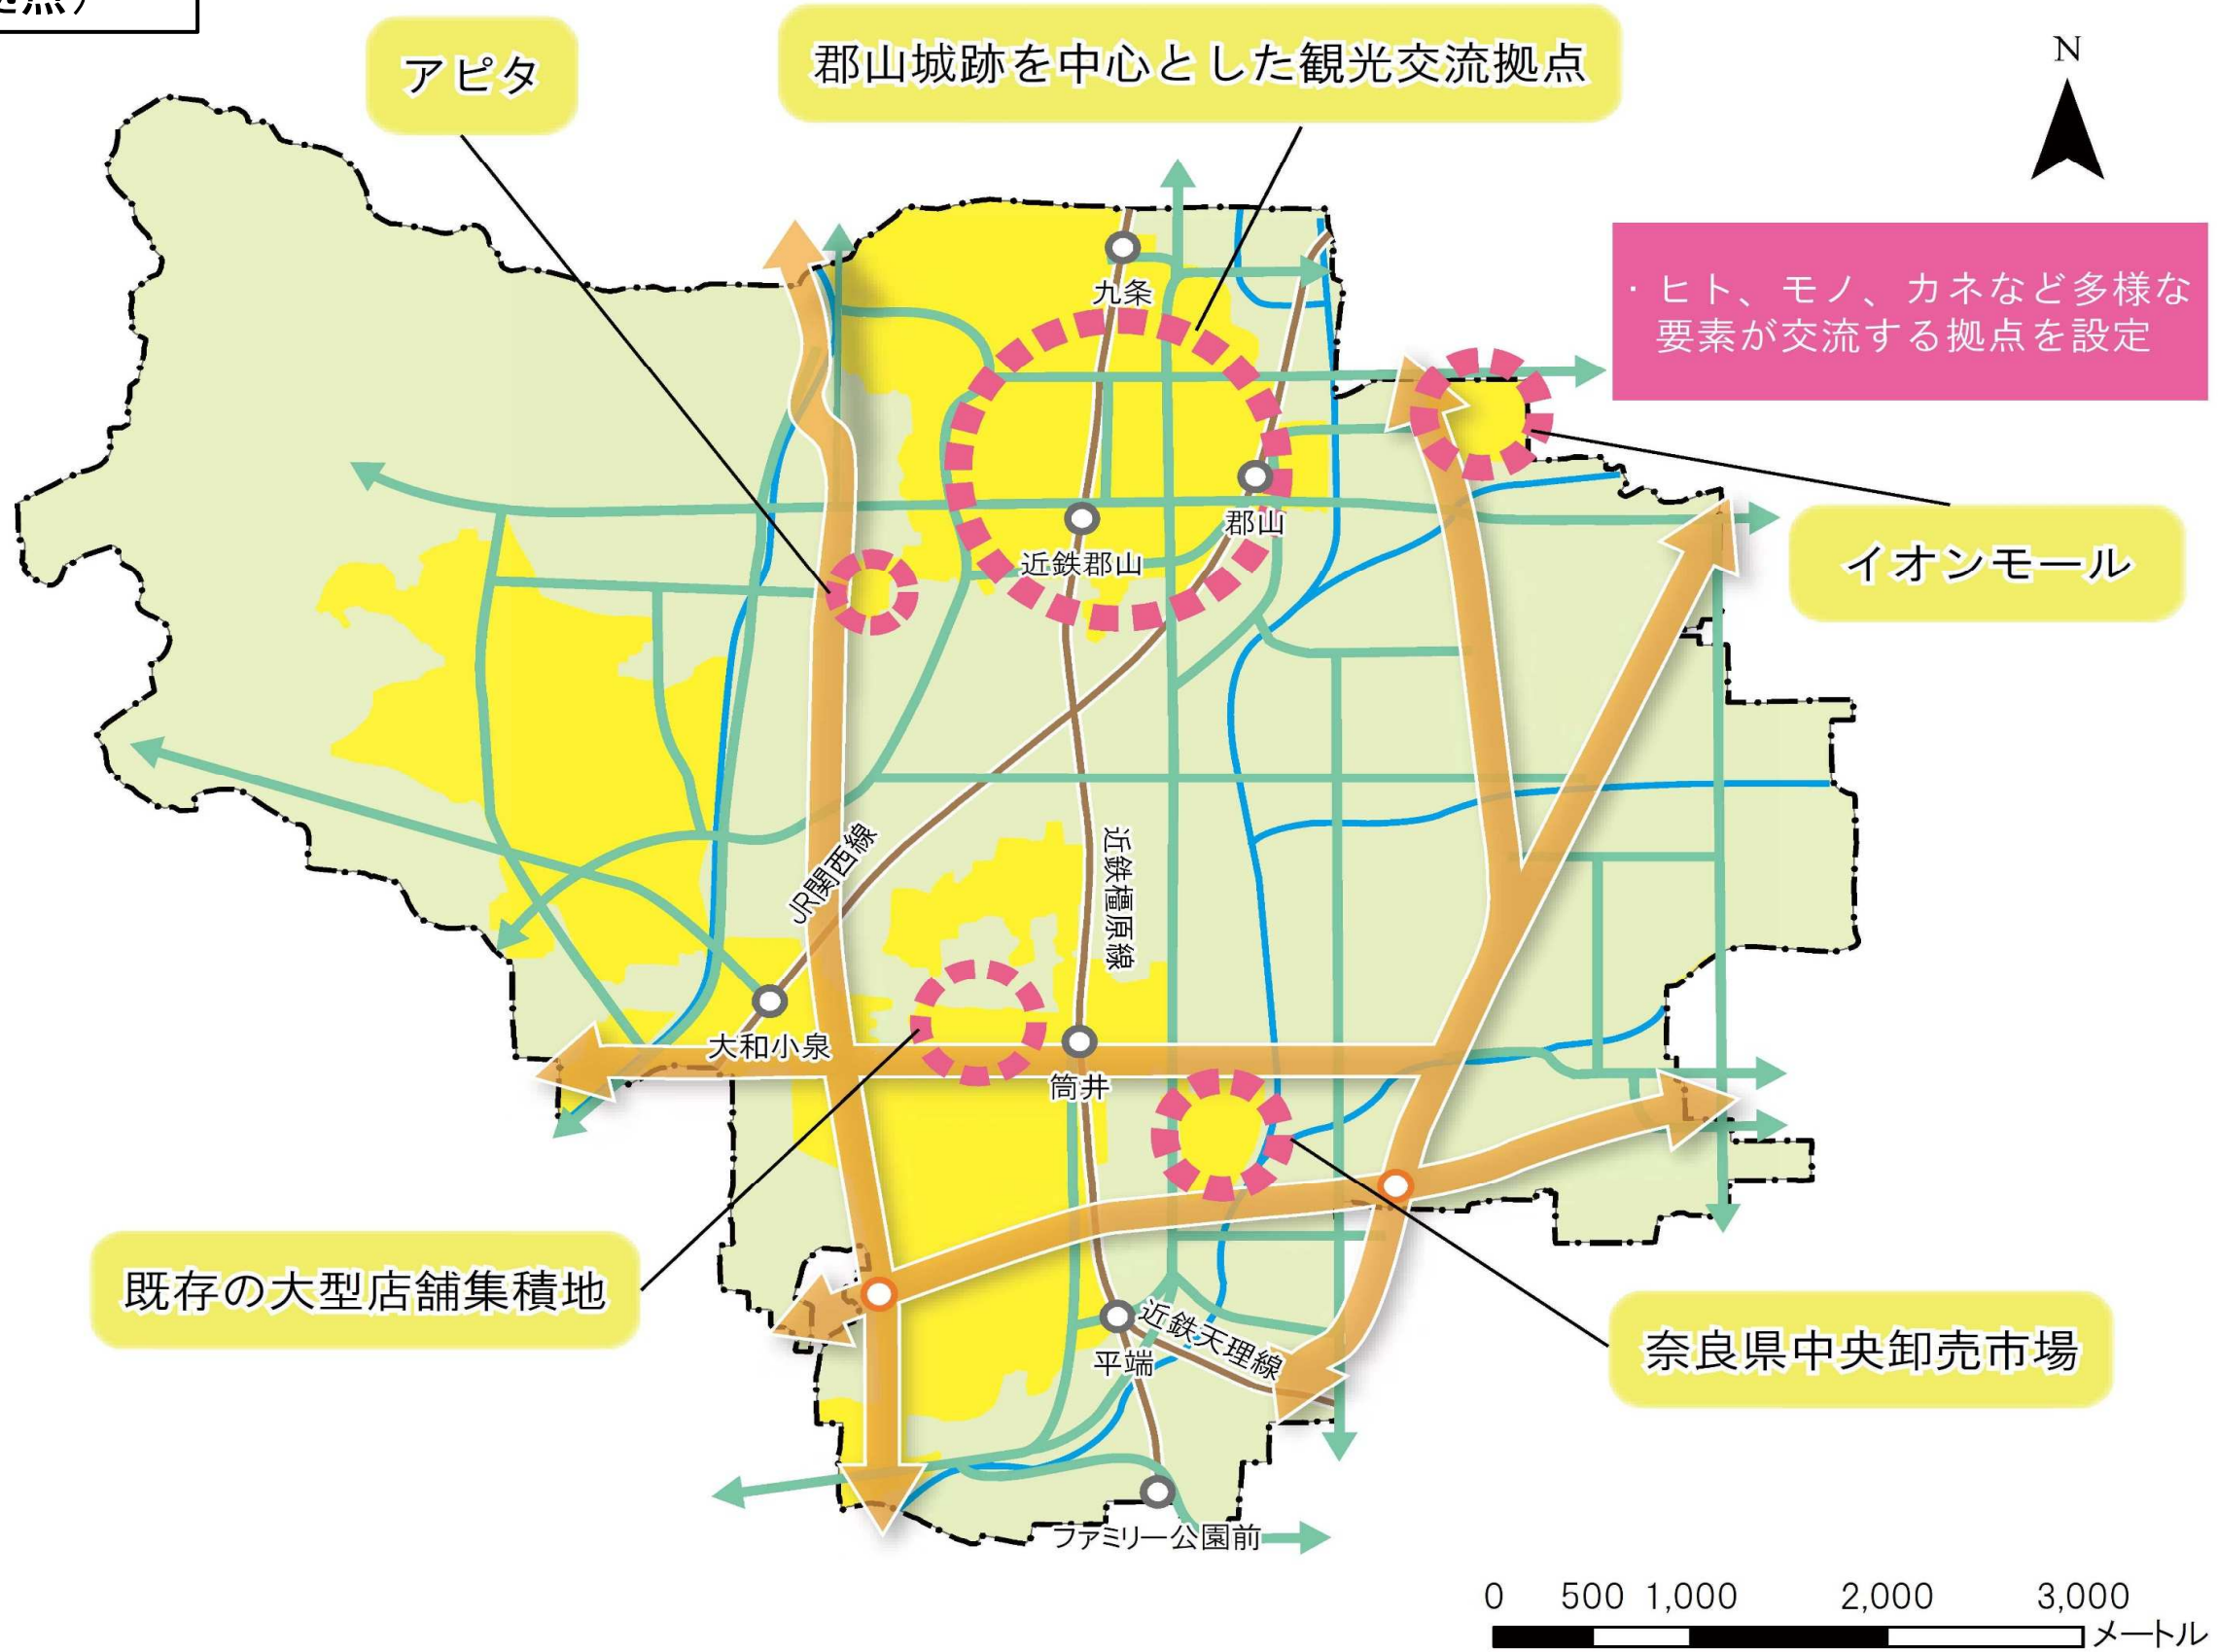 点）
アピタ
郡山城跡を中心とした観光交流拠点
N
・ヒト、モノ、カネなど多様な
要素が交流する拠点を設定
九条
郡山
近鉄郡山
イオンモール
JR関西線
近鉄橿原線
大和小泉
筒井
既存の大型店舗集積地
奈良県中央卸売市場
近鉄天理線
平端
ファミリー公園前
0 500 1,000 2,000 3,000
メートル